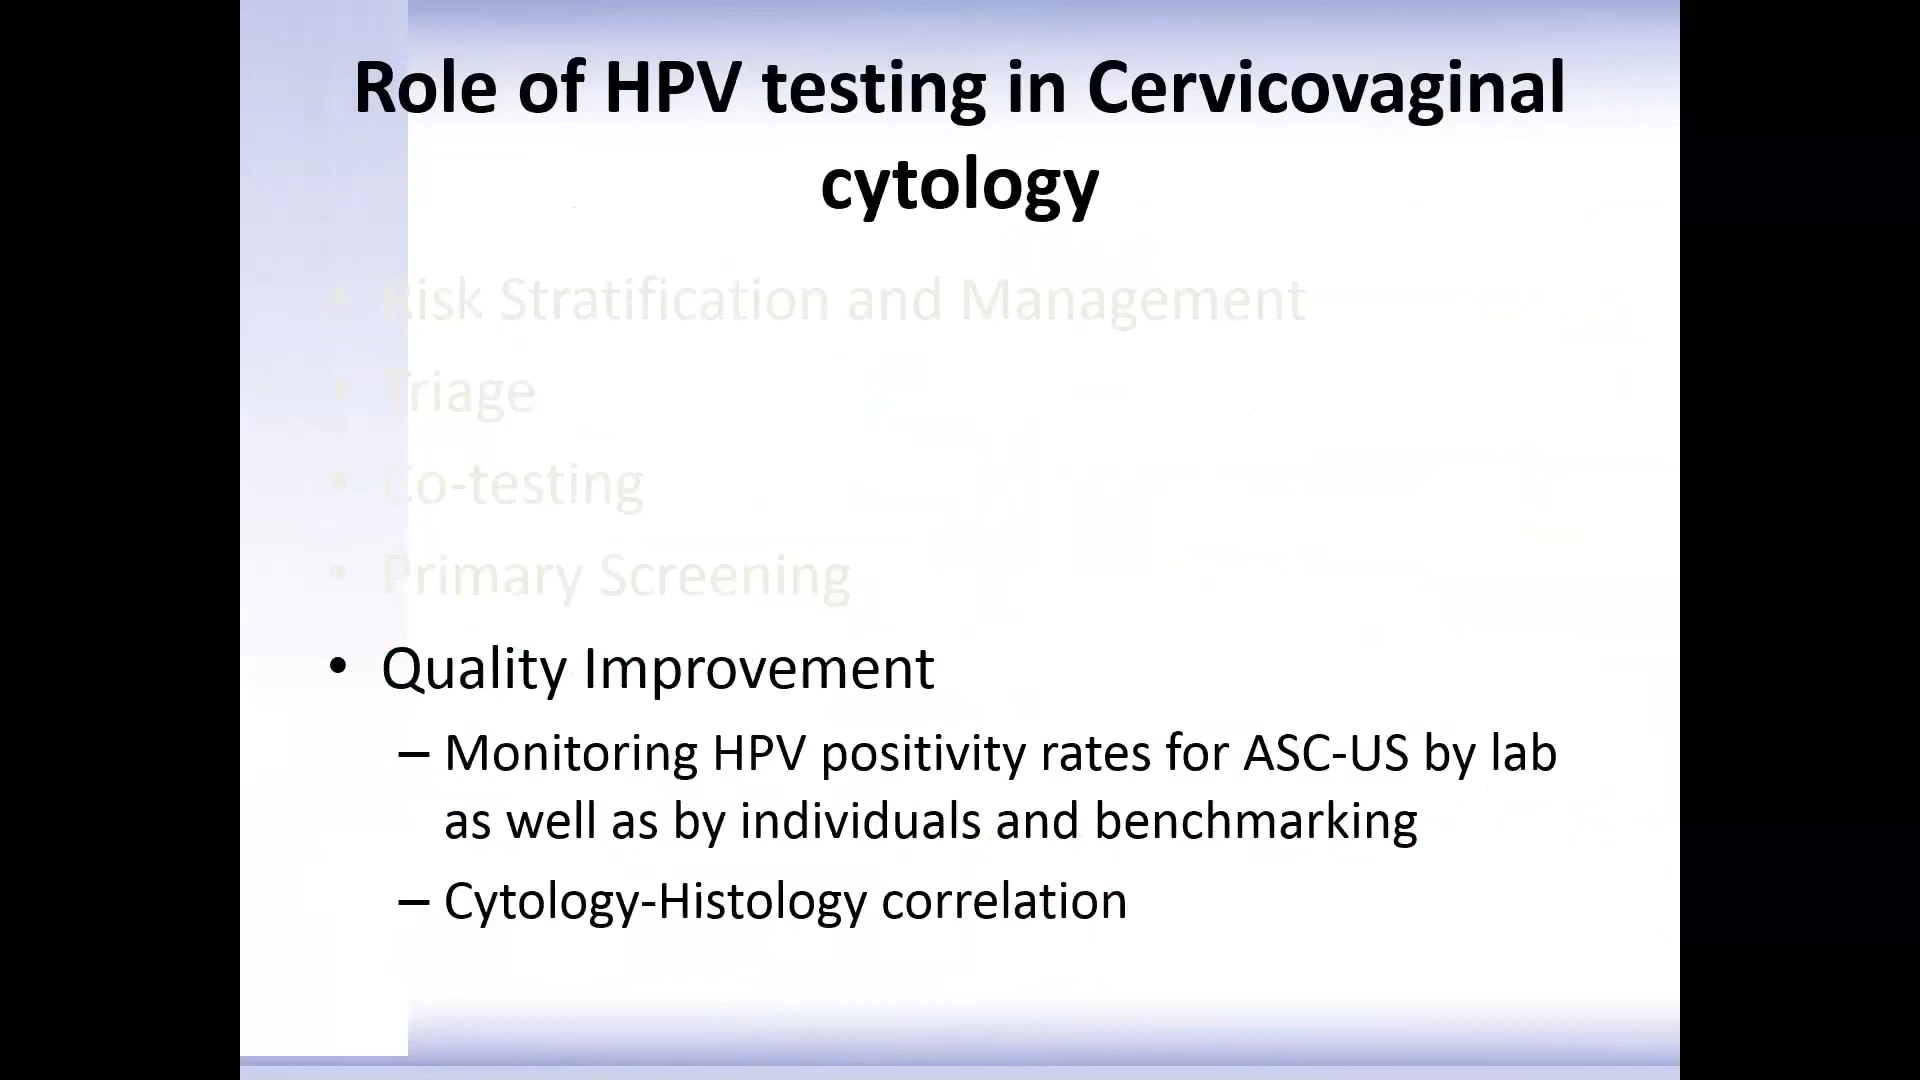 Role of HPV testing in Cervicovaginal
cytology
• Risk Stratification and Management
• Triage
• Co-testing
• Primary Screening
• Quality Improvement
– Monitoring HPV positivity rates for ASC-US by lab
as well as by individuals and benchmarking
– Cytology-Histology correlation